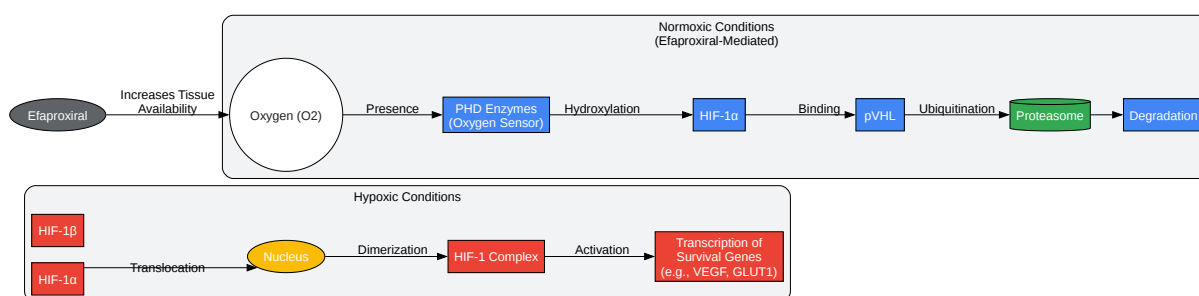 Normoxic Conditions
(Efaproxiral-Mediated)
Efaproxiral
Increases Tissue
Availability
Oxygen (O2)
Presence
PHD Enzymes
(Oxygen Sensor)
Hydroxylation
HIF-1α
Binding
pVHL
Ubiquitination
Proteasome
Degradation
Hypoxic Conditions
HIF-1β
HIF-1α
Translocation
Nucleus
Dimerization
HIF-1 Complex
Activation
Transcription of
Survival Genes
(e.g., VEGF, GLUT1)